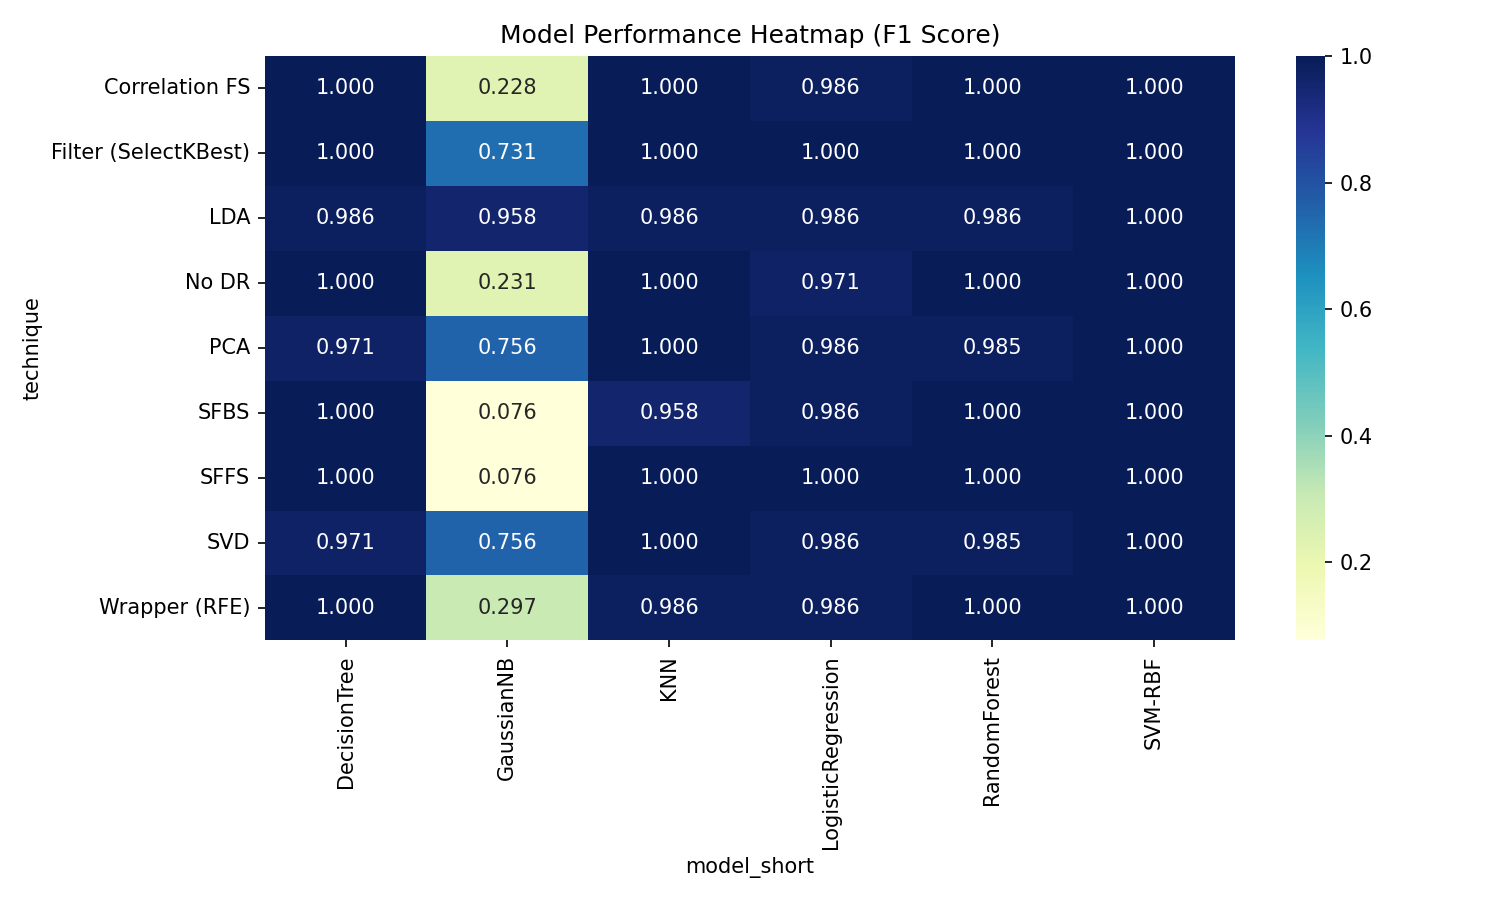 Model Performance Heatmap (F1 Score)
technique
Correlation FS 1.000 0.228 1.000 0.986 1.000 1.000
Filter (SelectKBest) 1.000 0.731 1.000 1.000 1.000 1.000
LDA 0.986 0.958 0.986 0.986 0.986 1.000
No DR 1.000 0.231 1.000 0.971 1.000 1.000
PCA 0.971 0.756 1.000 0.986 0.985 1.000
SFBS 1.000 0.076 0.958 0.986 1.000 1.000
SFFS 1.000 0.076 1.000 1.000 1.000 1.000
SVD 0.971 0.756 1.000 0.986 0.985 1.000
Wrapper (RFE) 1.000 0.297 0.986 0.986 1.000 1.000
DecisionTree
GaussianNB
KNN
LogisticRegression
RandomForest
SVM-RBF
model_short
1.0
0.8
0.6
0.4
0.2